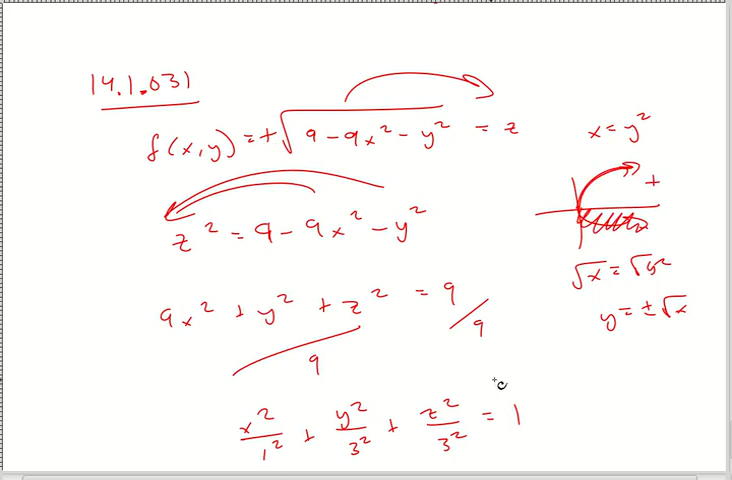 14.1.031
f(x,y) = +√(9 - 9x² - y²) = z
x = y²
+
z² = 9 - 9x² - y²
√x = √y²
9x² + y² + z² = 9
9
9
y = ±√x
x²/1² + y²/3² + z²/3² = 1